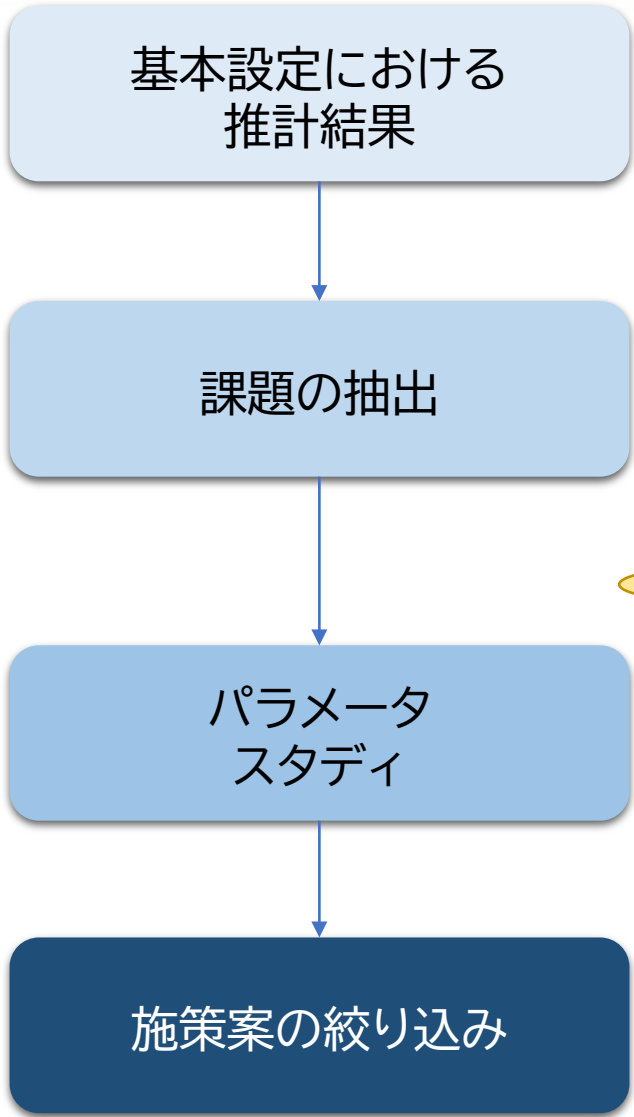 基本設定における
推計結果
課題の抽出
パラメータ
スタディ
施策案の絞り込み